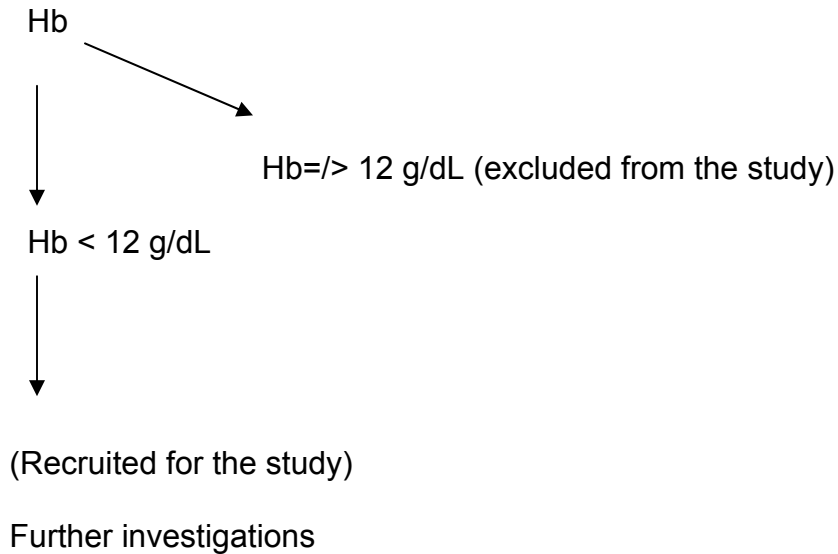 Hb
Hb=/> 12 g/dL (excluded from the study)
Hb < 12 g/dL
(Recruited for the study)
Further investigations